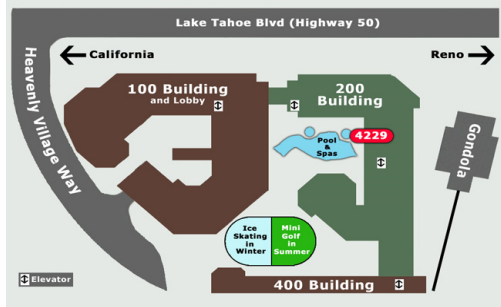 Lake Tahoe Blvd (Highway 50)
California
Reno
Heavenly Village Way
100 Building
and Lobby
200
Building
4229
Pool
&
Spas
Gondola
Ice
Skating
in
Winter
Mini
Golf
in
Summer
Elevator
400 Building